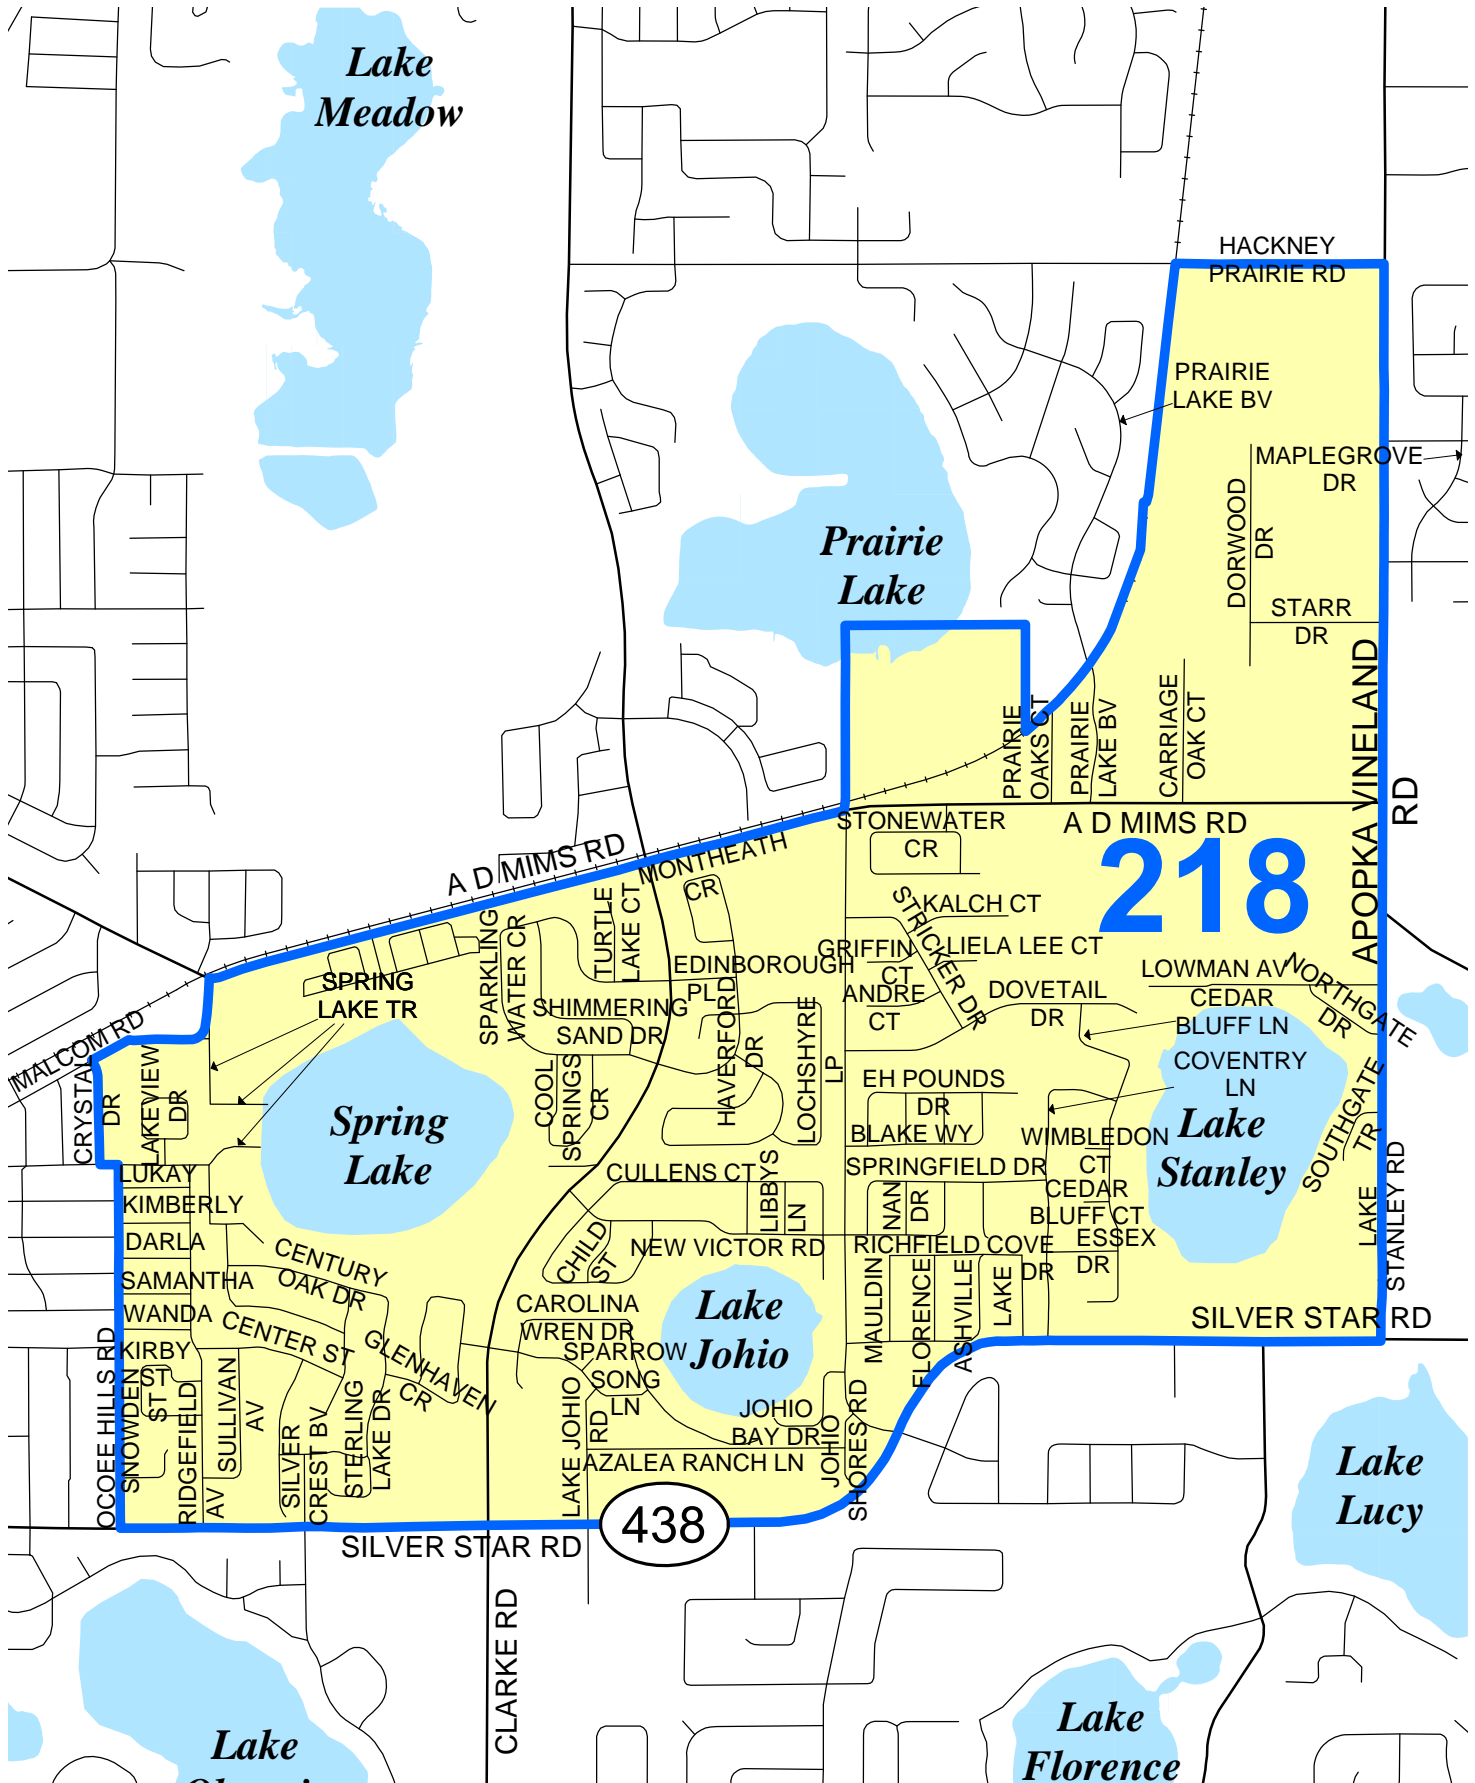 Lake
Meadow
HACKNEY
PRAIRIE RD
PRAIRIE
LAKE BV
MAPLEGROVE
DR
DORWOOD
DR
STARR
DR
Prairie
Lake
APOPKA VINELAND
RD
PRAIRIE
OAKS CT
PRAIRIE
LAKE BV
CARRIAGE
OAK CT
A D MIMS RD
218
STONEWATER
CR
A D MIMS RD
MONTHEATH
CR
TURTLE
LAKE CT
SPARKLING
WATER CR
KALCH CT
STRICKER DR
GRIFFIN
CT
LIELA LEE CT
EDINBOROUGH
PL
ANDRE
CT
DOVETAIL
DR
LOWMAN AV
NORTHGATE
DR
CEDAR
BLUFF LN
COVENTRY
LN
SPRING
LAKE TR
SHIMMERING
SAND DR
HAVERFORD
DR
LOCHSHYRE
LP
MALCOM RD
CRYSTAL
DR
LAKEVIEW
DR
COOL
SPRINGS
CR
EH POUNDS
DR
BLAKE WY
WIMBLEDON
CT
Spring
Lake
Lake
Stanley
SOUTHGATE
TR
LAKE
STANLEY RD
LUKAY
KIMBERLY
DARLA
SAMANTHA
WANDA
KIRBY
ST
CULLENS CT
LIBBYS
LN
SPRINGFIELD DR
NAN
DR
CEDAR
BLUFF CT
ESSEX
DR
CENTURY
OAK DR
CHILD
ST
NEW VICTOR RD
RICHFIELD COVE
DR
MAULDIN
FLORENCE
ASHVILLE
LAKE
CENTER ST
GLENHAVEN
CR
CAROLINA
WREN DR
SPARROW
SONG
LN
Lake
Johio
SILVER STAR RD
OCOEE HILLS RD
SNOWDEN
ST
RIDGEFIELD
AV
SULLIVAN
AV
SILVER
CREST BV
STERLING
LAKE DR
LAKE JOHIO
RD
JOHIO
BAY DR
AZALEA RANCH LN
JOHIO
SHORES RD
438
SILVER STAR RD
CLARKE RD
Lake
Lucy
Lake
Florence
Lake